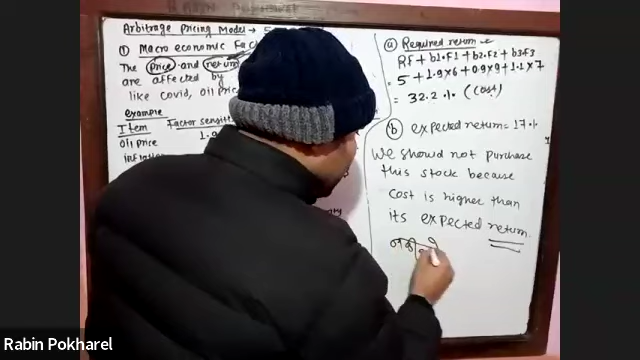 Arbitrage Pricing Model → 5
① Macro economic Fac
The price and return
are affected by
like covid, oil pric
example
Item Factor sensiti
Oil price 1.9
inflation
ⓐ Required return =
RF + b1.F1 + b2.F2 + b3.F3
= 5 + 1.9×6 + 0.9×9 + 1.1×7
= 32.2 % (cost)
ⓑ expected return = 17 %
We should not purchase
this stock because
cost is higher than
its expected return.
Rabin Pokharel